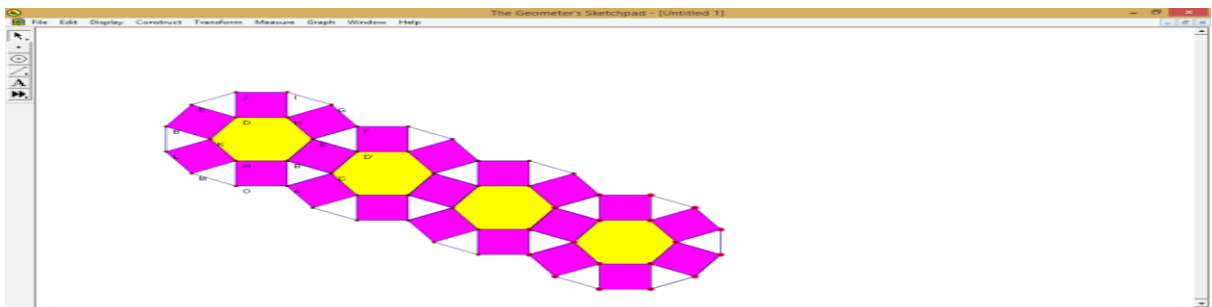 The Geometer's Sketchpad - [Untitled 1]
File Edit Display Construct Transform Measure Graph Window Help
A
J I
E G
D H F
B
K E D'
L N B
M C
O